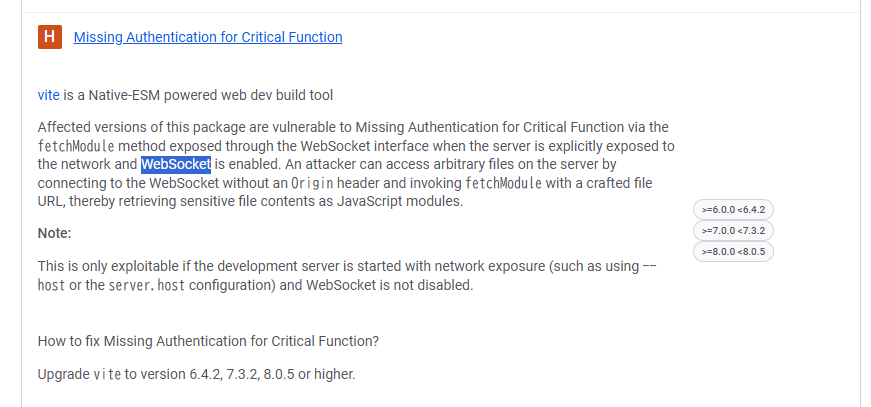 H Missing Authentication for Critical Function
vite is a Native-ESM powered web dev build tool
Affected versions of this package are vulnerable to Missing Authentication for Critical Function via the
fetchModule method exposed through the WebSocket interface when the server is explicitly exposed to
the network and WebSocket is enabled. An attacker can access arbitrary files on the server by
connecting to the WebSocket without an Origin header and invoking fetchModule with a crafted file
URL, thereby retrieving sensitive file contents as JavaScript modules.
>=6.0.0 <6.4.2
>=7.0.0 <7.3.2
>=8.0.0 <8.0.5
Note:
This is only exploitable if the development server is started with network exposure (such as using --
host or the server.host configuration) and WebSocket is not disabled.
How to fix Missing Authentication for Critical Function?
Upgrade vite to version 6.4.2, 7.3.2, 8.0.5 or higher.